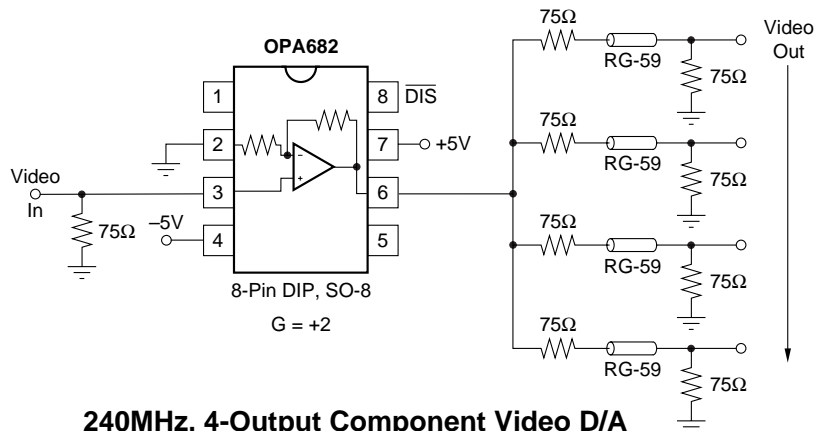 OPA682
1
2
3
4
8 DIS
7
6
5
+5V
Video
In
75Ω
–5V
8-Pin DIP, SO-8
G = +2
75Ω
RG-59
75Ω
75Ω
RG-59
75Ω
75Ω
RG-59
75Ω
75Ω
RG-59
75Ω
Video
Out
240MHz, 4-Output Component Video D/A